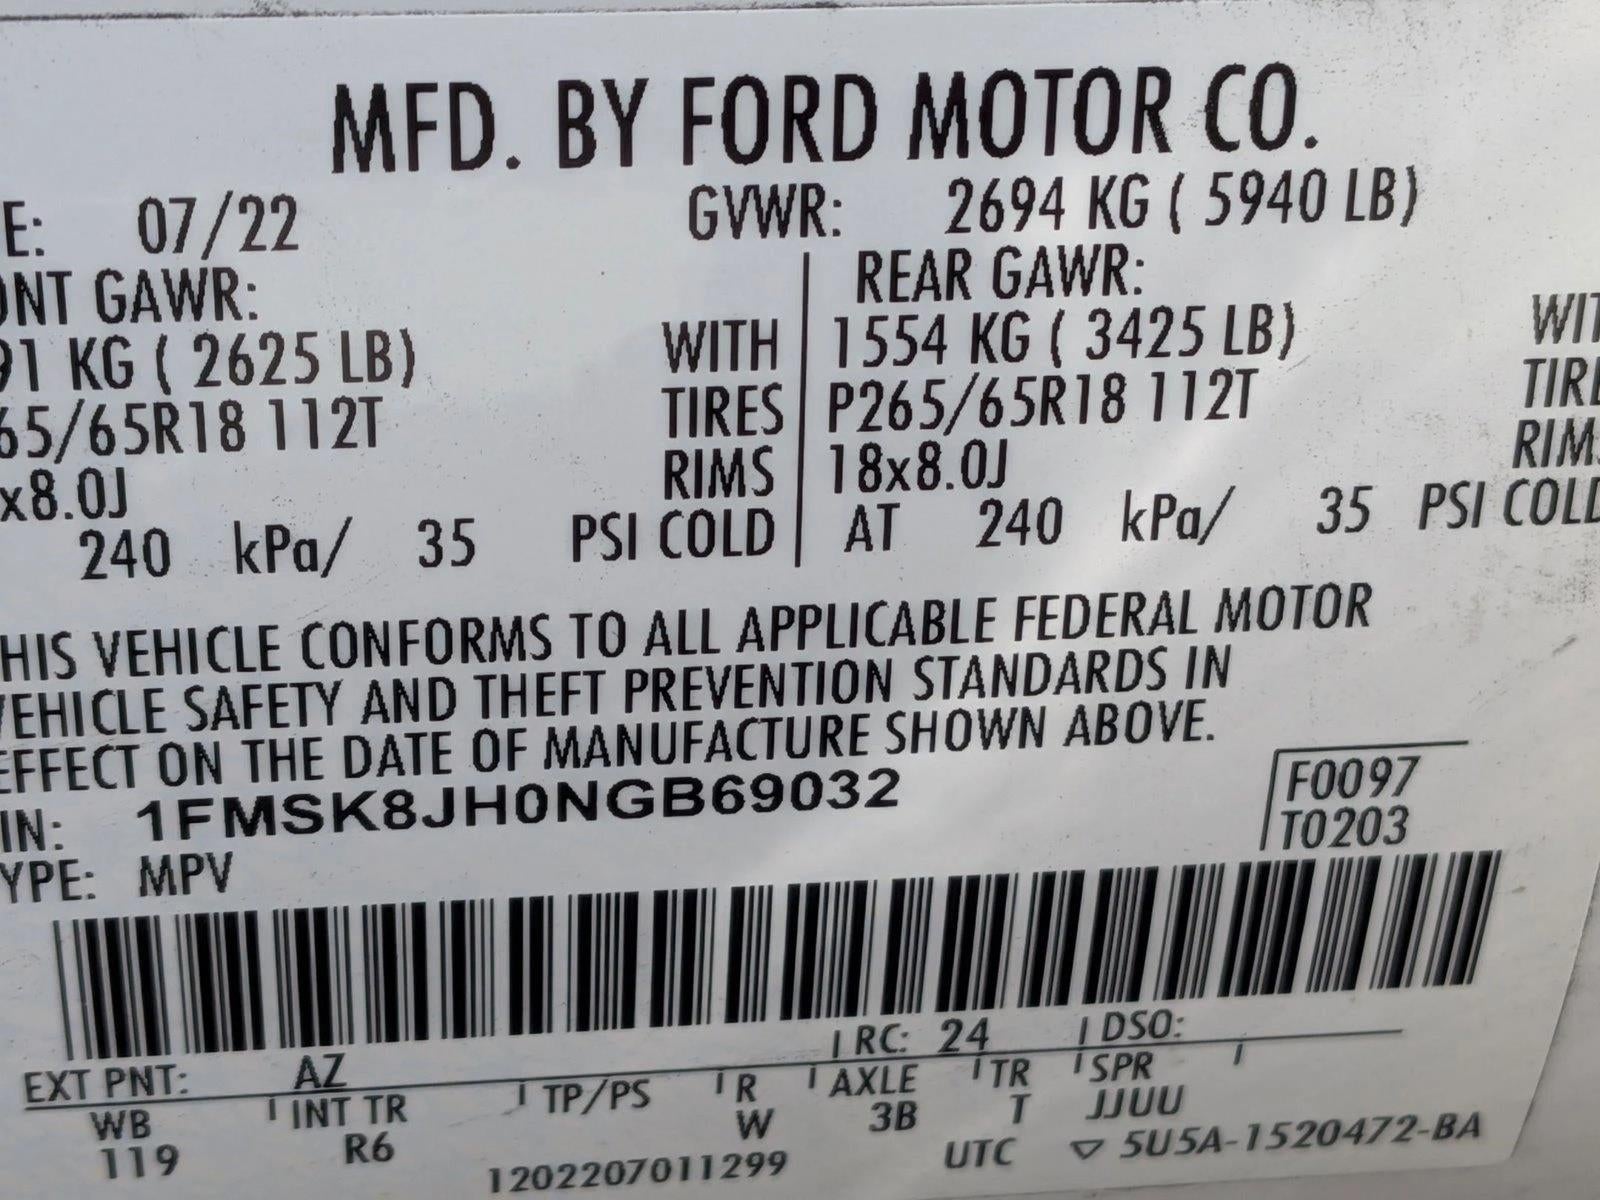 MFD. BY FORD MOTOR CO.
E: 07/22 GVWR: 2694 KG ( 5940 LB)
ONT GAWR: REAR GAWR:
91 KG ( 2625 LB) WITH 1554 KG ( 3425 LB) WIT
65/65R18 112T TIRES P265/65R18 112T TIRE
x8.0J RIMS 18x8.0J RIMS
240 kPa/ 35 PSI COLD AT 240 kPa/ 35 PSI COLD
HIS VEHICLE CONFORMS TO ALL APPLICABLE FEDERAL MOTOR
VEHICLE SAFETY AND THEFT PREVENTION STANDARDS IN
EFFECT ON THE DATE OF MANUFACTURE SHOWN ABOVE.
IN: 1FMSK8JH0NGB69032 F0097
YPE: MPV T0203
EXT PNT: AZ RC: 24 DSO:
WB INT TR TP/PS R AXLE TR SPR
119 R6 W 3B T JJUU
1202207011299 UTC ▽ 5U5A-1520472-BA